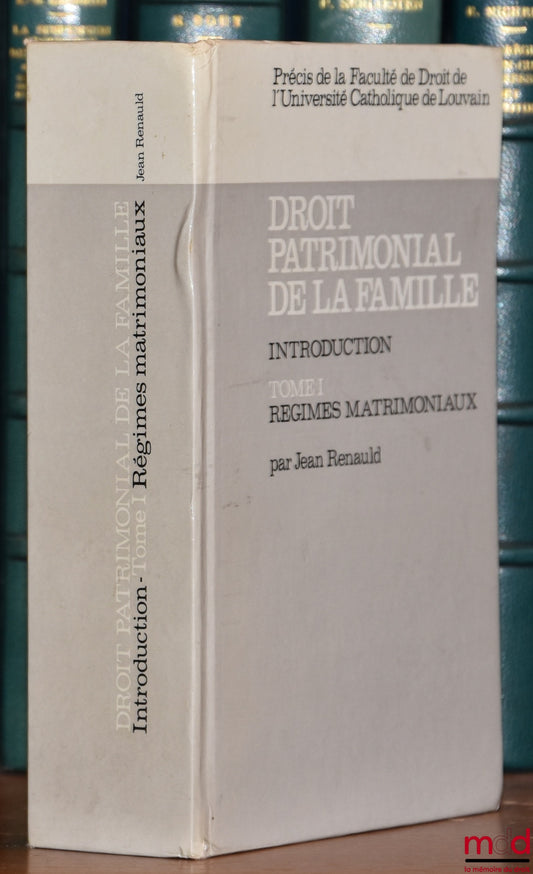 Précis de la Faculté de Droit de
l'Université Catholique de Louvain
DROIT
PATRIMONIAL
DE LA FAMILLE
INTRODUCTION
TOME I
REGIMES MATRIMONIAUX
par Jean Renauld
DROIT PATRIMONIAL DE LA FAMILLE
Introduction - Tome I Régimes matrimoniaux
Jean Renauld
mdd
la mémoire du droit